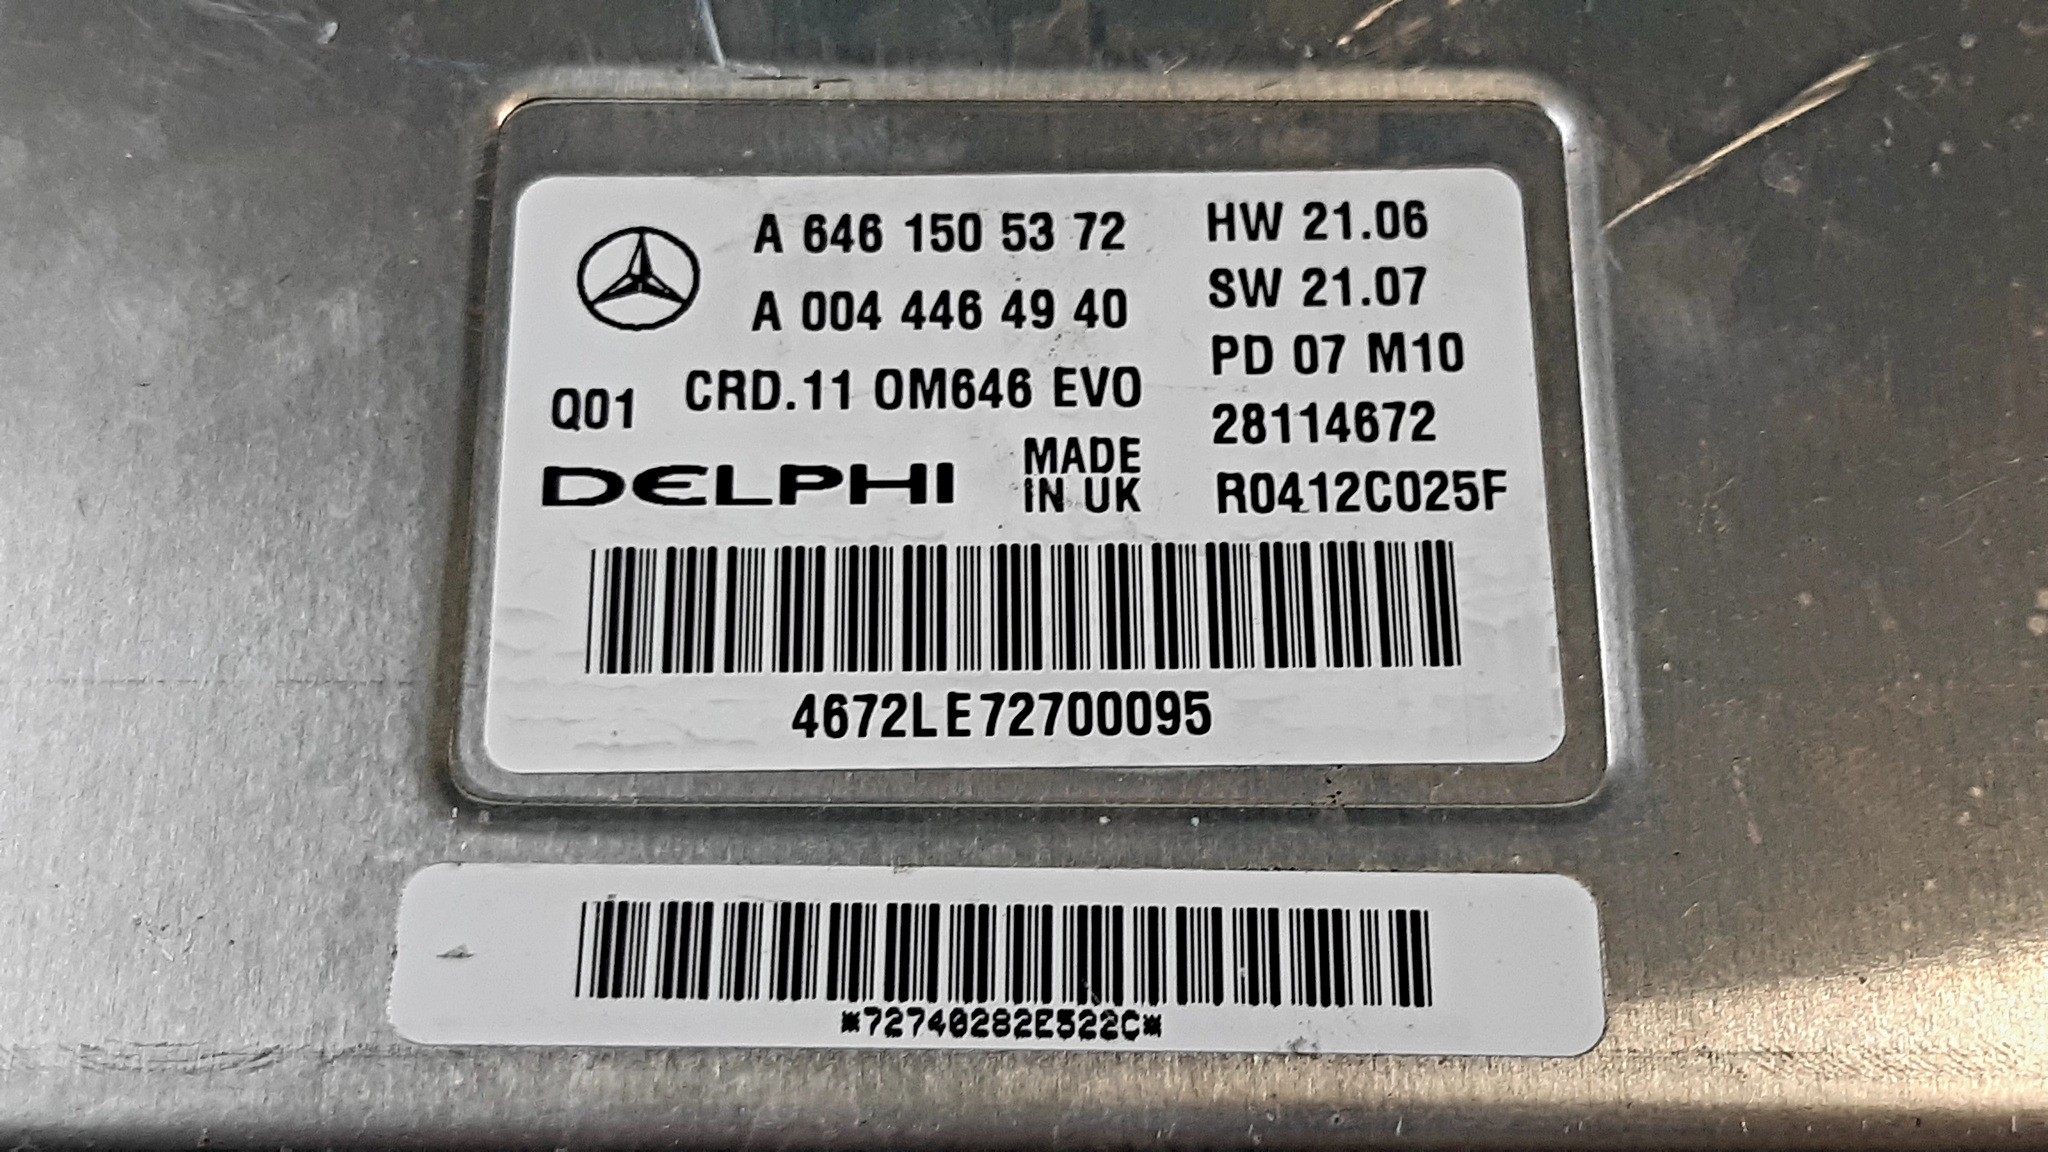 A 646 150 53 72
A 004 446 49 40
Q01 CRD.11 OM646 EVO
DELPHI MADE IN UK
HW 21.06
SW 21.07
PD 07 M10
28114672
R0412C025F
4672LE72700095
*72740282E522C*